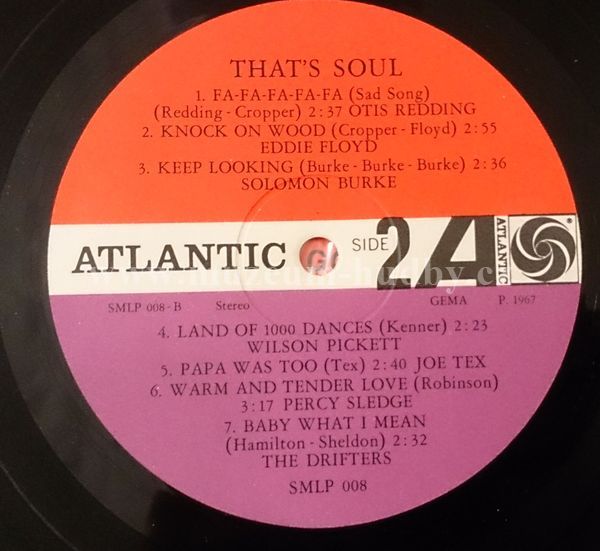 THAT'S SOUL
1. FA-FA-FA-FA-FA (Sad Song)
(Redding - Cropper) 2:37 OTIS REDDING
2. KNOCK ON WOOD (Cropper - Floyd) 2:55
EDDIE FLOYD
3. KEEP LOOKING (Burke - Burke - Burke) 2:36
SOLOMON BURKE
ATLANTIC SIDE 2 A ATLANTIC
SMLP 008-B Stereo GEMA P. 1967
4. LAND OF 1000 DANCES (Kenner) 2:23
WILSON PICKETT
5. PAPA WAS TOO (Tex) 2:40 JOE TEX
6. WARM AND TENDER LOVE (Robinson)
3:17 PERCY SLEDGE
7. BABY WHAT I MEAN
(Hamilton - Sheldon) 2:32
THE DRIFTERS
SMLP 008